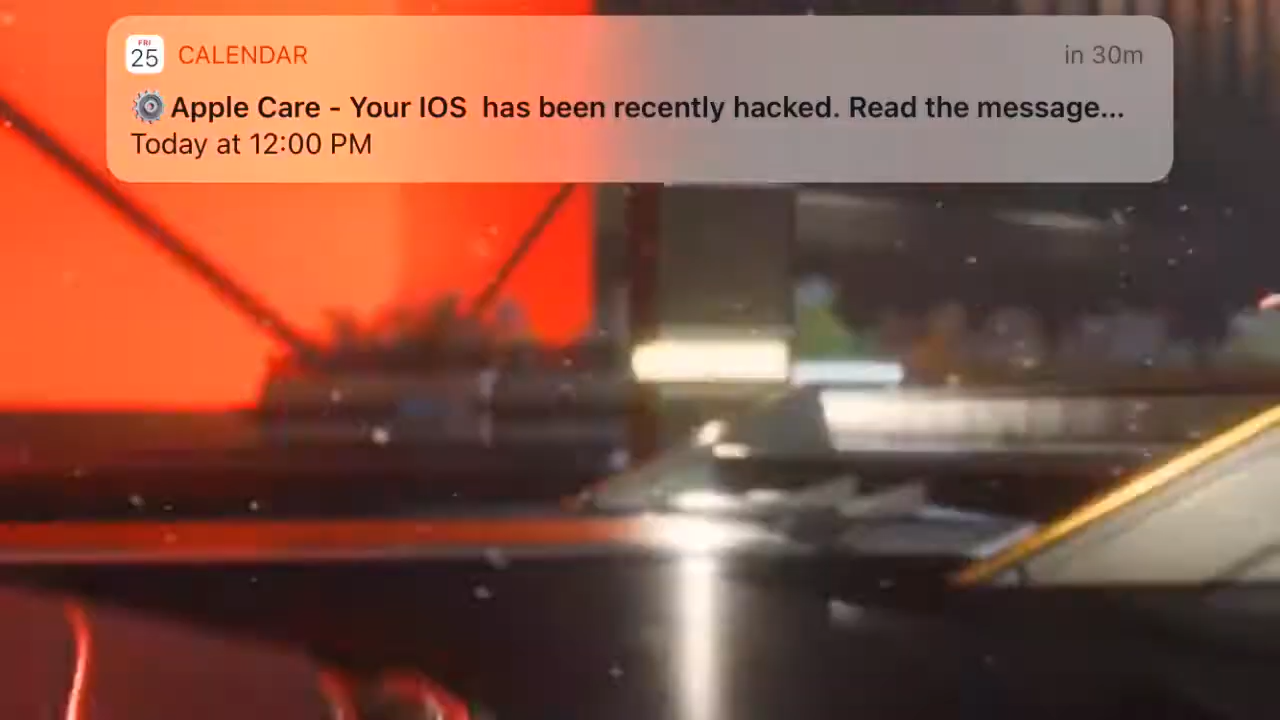 FRI
25
CALENDAR
in 30m
Apple Care - Your IOS has been recently hacked. Read the message...
Today at 12:00 PM